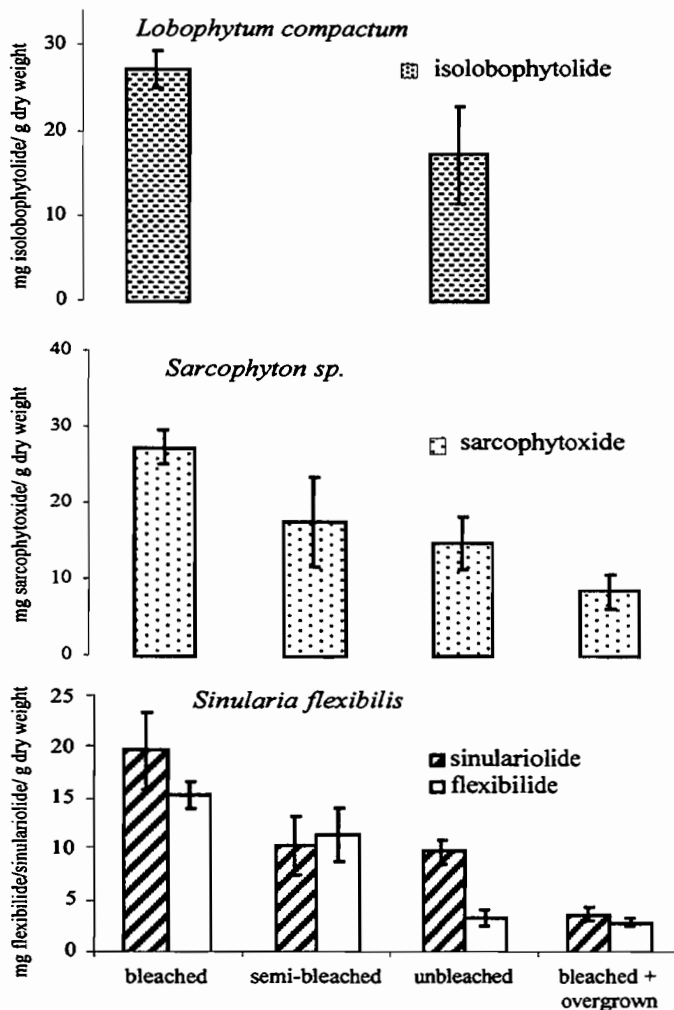 Lobophytum compactum
isolobophytolide
mg isolobophytolide/ g dry weight
30
20
10
0
Sarcophyton sp.
sarcophytoxide
mg sarcophytoxide/ g dry weight
40
30
20
10
0
Sinularia flexibilis
sinulariolide
flexibilide
mg flexibilide/sinulariolide/ g dry weight
25
20
15
10
5
0
bleached
semi-bleached
unbleached
bleached +
overgrown